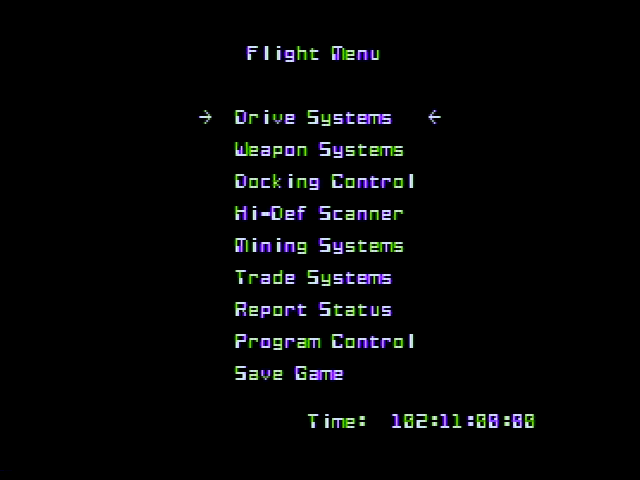 Flight Menu
→ Drive Systems ←
Weapon Systems
Docking Control
Hi-Def Scanner
Mining Systems
Trade Systems
Report Status
Program Control
Save Game
Time: 102:11:00:00